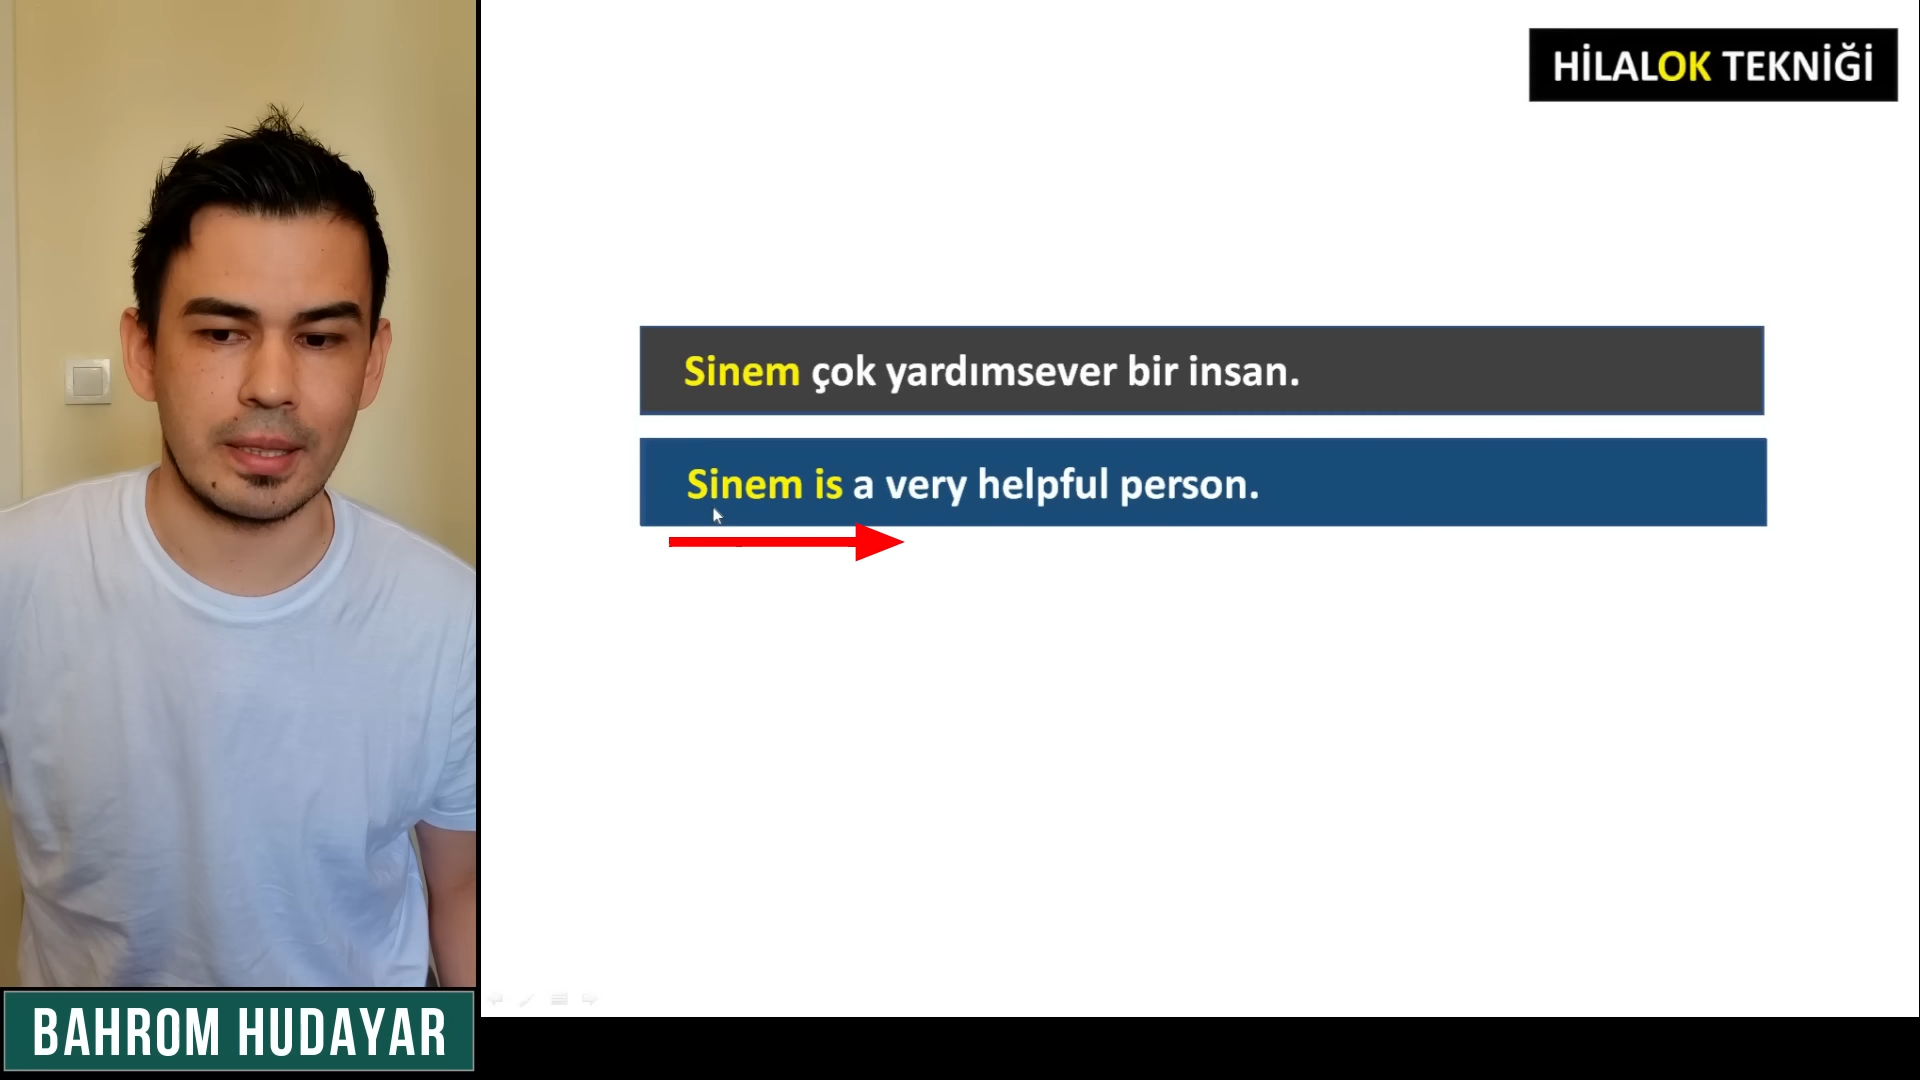 HİLALOK TEKNİĞİ
Sinem çok yardımsever bir insan.
Sinem is a very helpful person.
BAHROM HUDAYAR